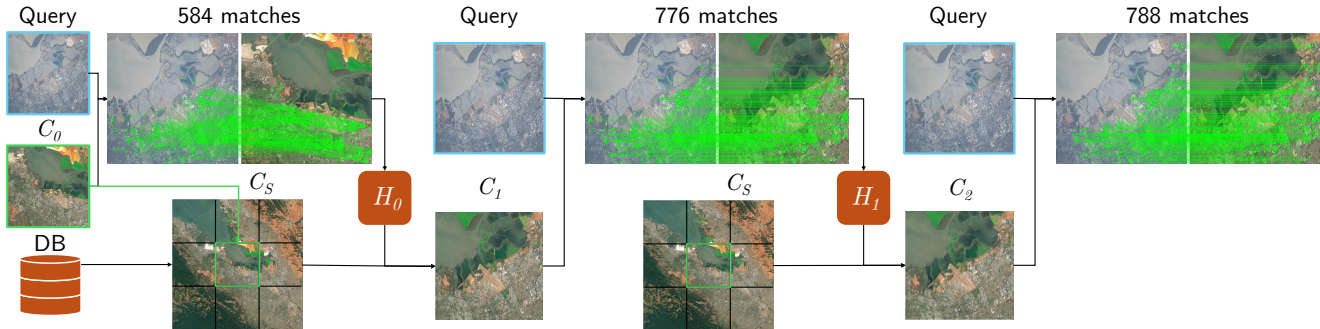 Query
584 matches
Query
776 matches
Query
788 matches
C0
CS
H0
C1
CS
H1
C2
DB